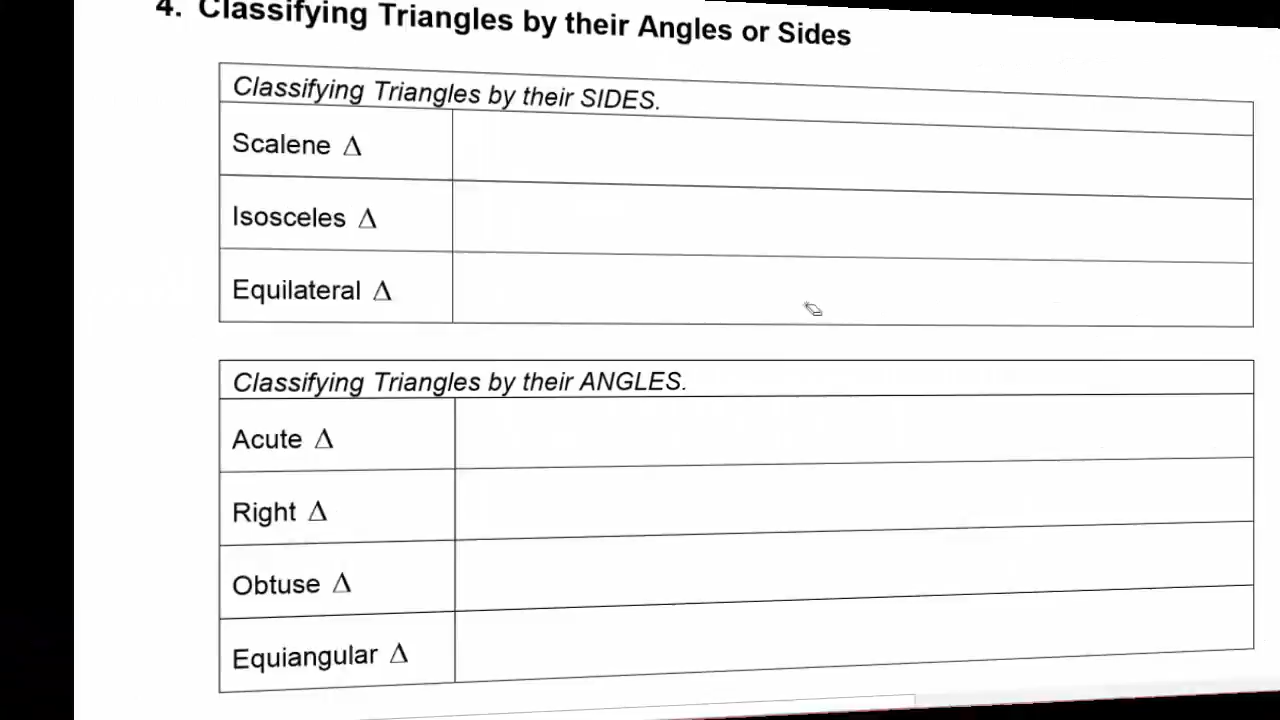 4. Classifying Triangles by their Angles or Sides
Classifying Triangles by their SIDES.
Scalene Δ
Isosceles Δ
Equilateral Δ
Classifying Triangles by their ANGLES.
Acute Δ
Right Δ
Obtuse Δ
Equiangular Δ